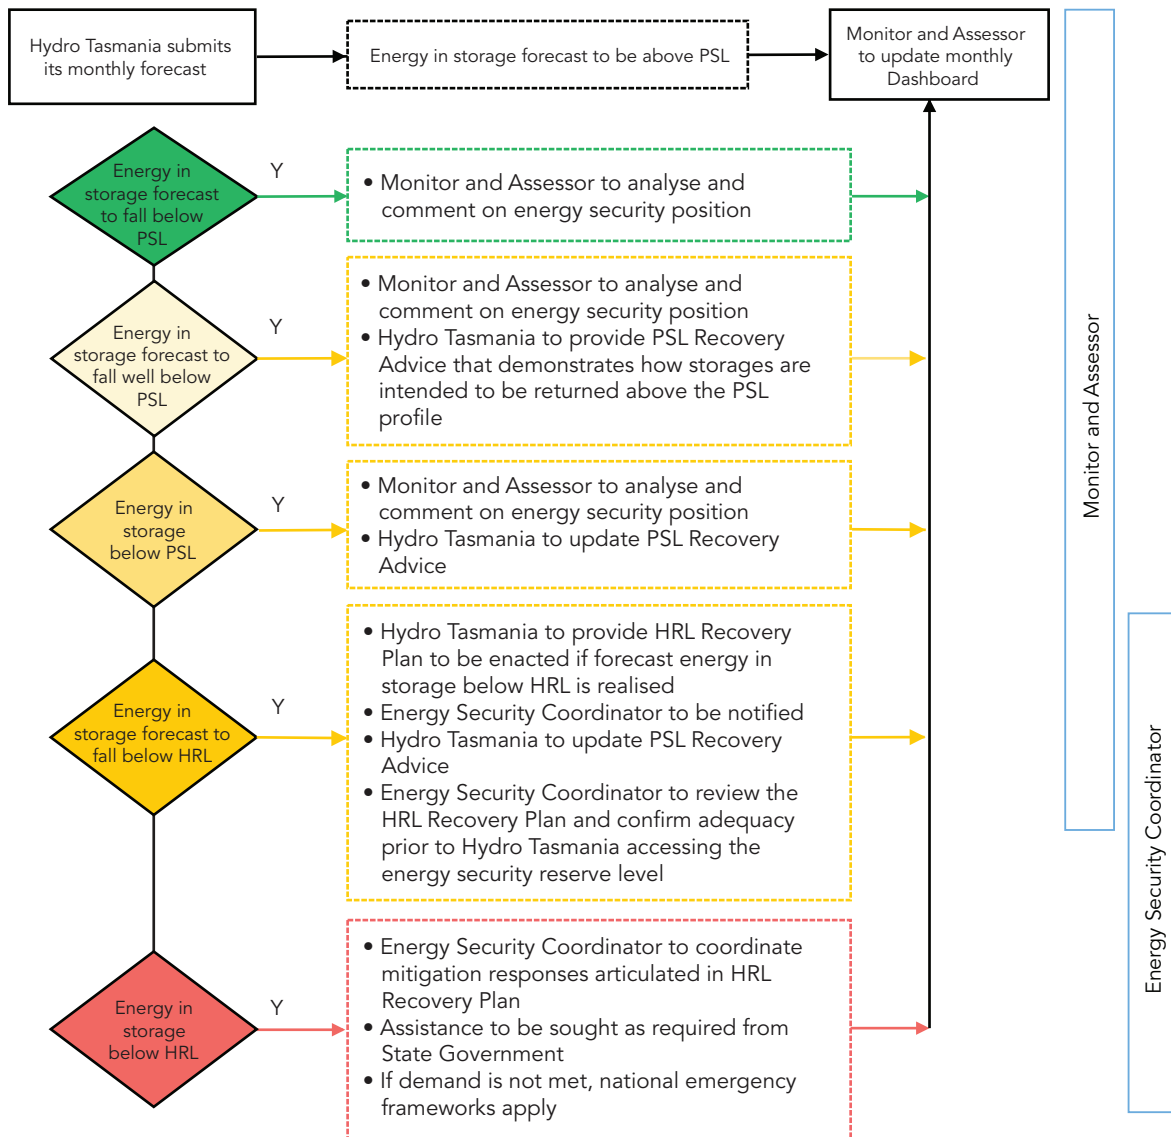 Hydro Tasmania submits
its monthly forecast
Energy in storage forecast to be above PSL
Monitor and Assessor
to update monthly
Dashboard
Energy in
storage forecast
to fall below
PSL
Y
• Monitor and Assessor to analyse and
comment on energy security position
Energy in
storage forecast to
fall well below
PSL
Y
• Monitor and Assessor to analyse and
comment on energy security position
• Hydro Tasmania to provide PSL Recovery
Advice that demonstrates how storages are
intended to be returned above the PSL
profile
Energy in
storage
below PSL
Y
• Monitor and Assessor to analyse and
comment on energy security position
• Hydro Tasmania to update PSL Recovery
Advice
Energy in
storage forecast to
fall below HRL
Y
• Hydro Tasmania to provide HRL Recovery
Plan to be enacted if forecast energy in
storage below HRL is realised
• Energy Security Coordinator to be notified
• Hydro Tasmania to update PSL Recovery
Advice
• Energy Security Coordinator to review the
HRL Recovery Plan and confirm adequacy
prior to Hydro Tasmania accessing the
energy security reserve level
Energy in
storage
below HRL
Y
• Energy Security Coordinator to coordinate
mitigation responses articulated in HRL
Recovery Plan
• Assistance to be sought as required from
State Government
• If demand is not met, national emergency
frameworks apply
Monitor and Assessor
Energy Security Coordinator